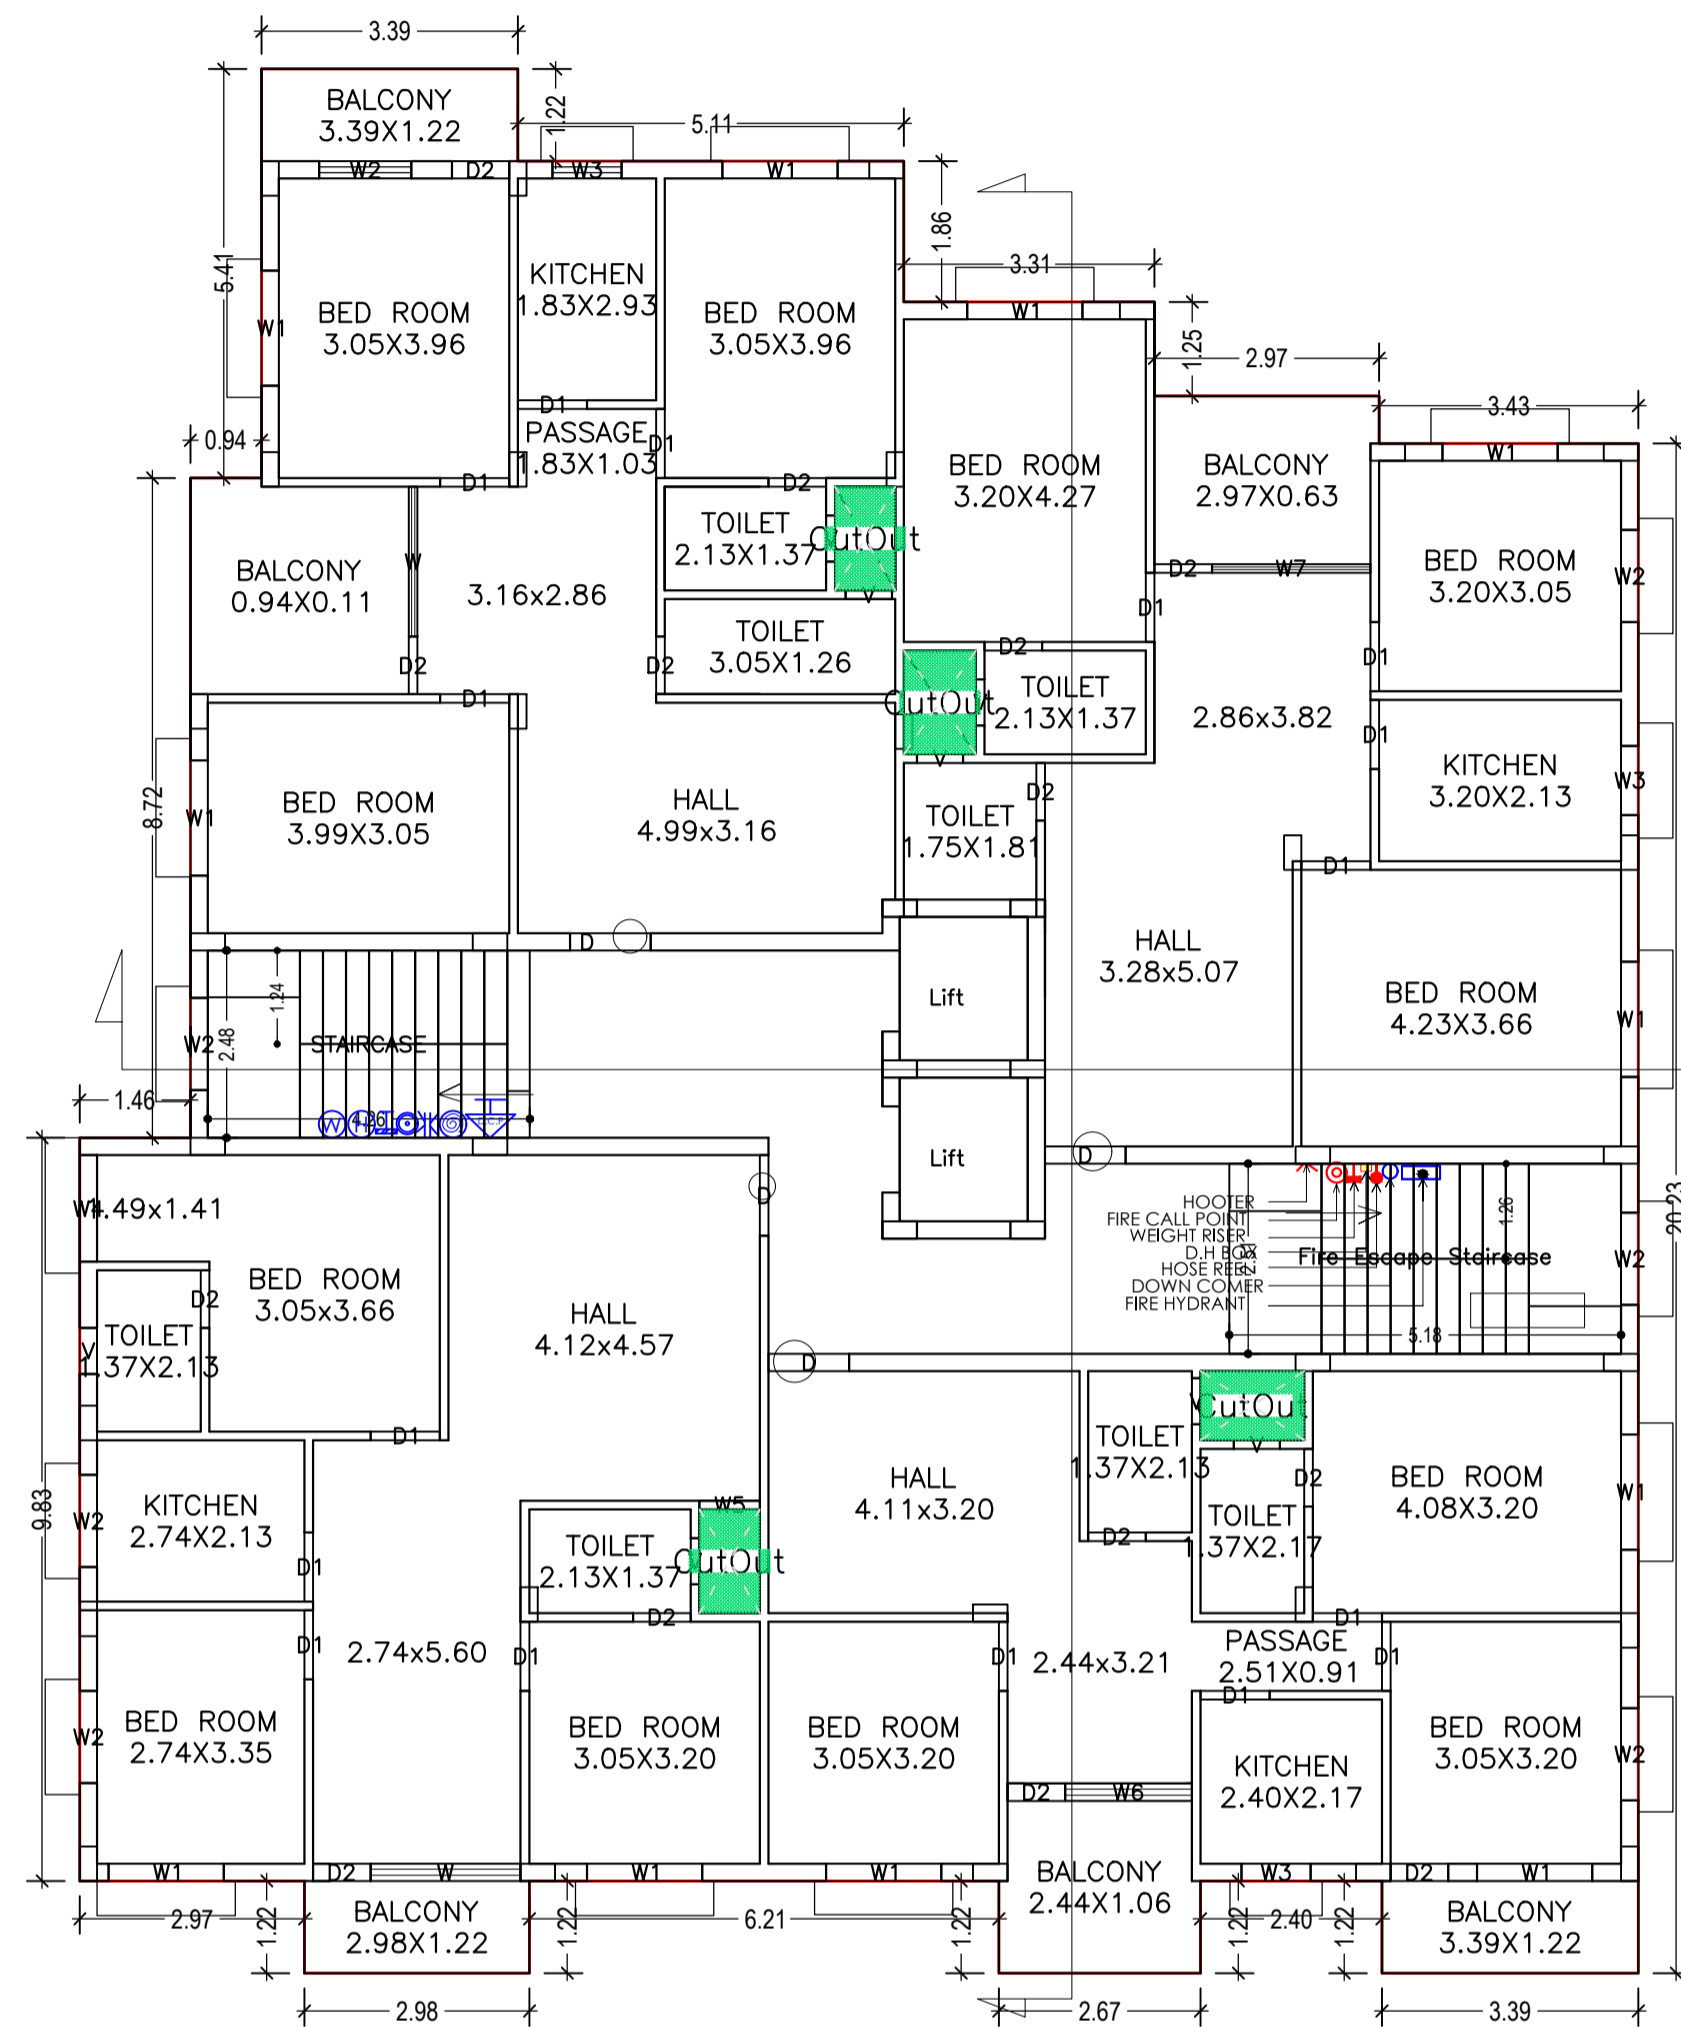 3.39
BALCONY
3.39X1.22
1.22
5.11
W2
D2
W3
W1
1.86
5.41
3.31
KITCHEN
1.83X2.93
BED ROOM
3.05X3.96
BED ROOM
3.05X3.96
W1
W1
1.25
2.97
3.43
D1
0.94
PASSAGE
1.83X1.03
D1
W1
BED ROOM
3.20X4.27
BALCONY
2.97X0.63
D1
D2
TOILET
2.13X1.37
CutOut
W
BALCONY
0.94X0.11
3.16x2.86
V
D2
W7
BED ROOM
3.20X3.05
W2
D1
TOILET
3.05X1.26
D2
D2
D2
D1
D1
CutOut
TOILET
2.13X1.37
2.86x3.82
D1
V
KITCHEN
3.20X2.13
W3
W1
BED ROOM
3.99X3.05
HALL
4.99x3.16
D2
TOILET
1.75X1.81
8.72
D1
D
HALL
3.28x5.07
Lift
BED ROOM
4.23X3.66
W1
1.24
2.48
W2
STAIRCASE
1.46
4.26
D.C.P
Lift
D
D
HOOTER
FIRE CALL POINT
WEIGHT RISER
D.H BOX
HOSE REEL
DOWN COMER
FIRE HYDRANT
1.26
20.23
Fire Escape Staircase
W2
5.18
4.49x1.41
BED ROOM
3.05x3.66
D2
HALL
4.12x4.57
TOILET
1.37X2.13
V
D
CutOut
V
V
D1
TOILET
1.37X2.13
D2
BED ROOM
4.08X3.20
W1
9.83
KITCHEN
2.74X2.13
W2
HALL
4.11x3.20
W5
TOILET
1.37X2.17
D2
TOILET
2.13X1.37
CutOut
D1
D2
D1
D1
2.74x5.60
D1
D1
2.44x3.21
PASSAGE
2.51X0.91
D1
D1
W2
BED ROOM
2.74X3.35
BED ROOM
3.05X3.20
BED ROOM
3.05X3.20
KITCHEN
2.40X2.17
BED ROOM
3.05X3.20
W2
D2
W6
W1
D2
W
W1
W1
BALCONY
2.44X1.06
W3
D2
W1
2.97
1.22
BALCONY
2.98X1.22
1.22
6.21
1.22
2.40
1.22
1.22
BALCONY
3.39X1.22
2.98
2.67
3.39